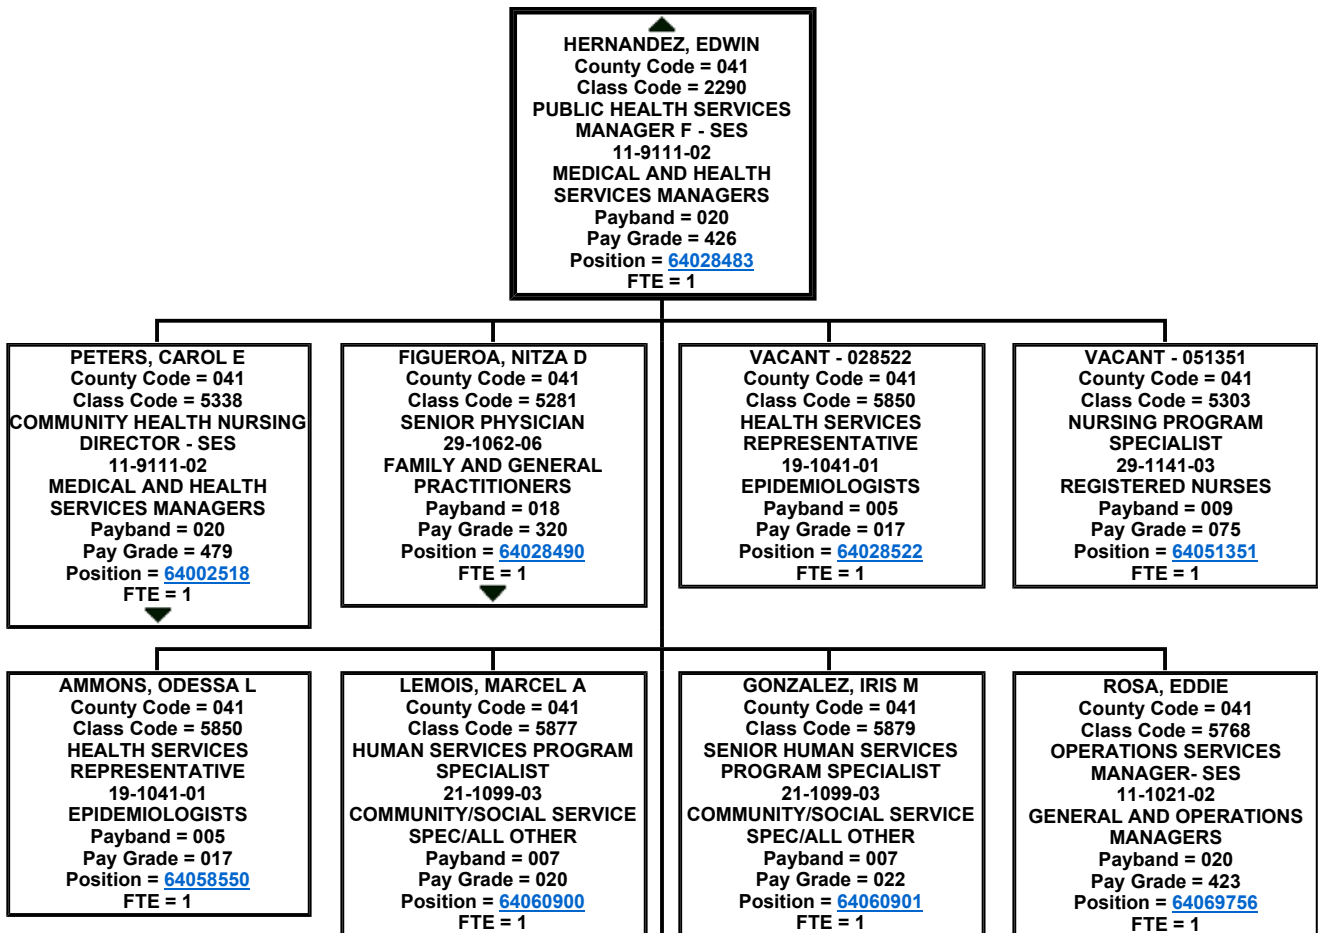 HERNANDEZ, EDWIN
County Code = 041
Class Code = 2290
PUBLIC HEALTH SERVICES
MANAGER F - SES
11-9111-02
MEDICAL AND HEALTH
SERVICES MANAGERS
Payband = 020
Pay Grade = 426
Position = 64028483
FTE = 1
PETERS, CAROL E
County Code = 041
Class Code = 5338
COMMUNITY HEALTH NURSING
DIRECTOR - SES
11-9111-02
MEDICAL AND HEALTH
SERVICES MANAGERS
Payband = 020
Pay Grade = 479
Position = 64002518
FTE = 1
FIGUEROA, NITZA D
County Code = 041
Class Code = 5281
SENIOR PHYSICIAN
29-1062-06
FAMILY AND GENERAL
PRACTITIONERS
Payband = 018
Pay Grade = 320
Position = 64028490
FTE = 1
VACANT - 028522
County Code = 041
Class Code = 5850
HEALTH SERVICES
REPRESENTATIVE
19-1041-01
EPIDEMIOLOGISTS
Payband = 005
Pay Grade = 017
Position = 64028522
FTE = 1
VACANT - 051351
County Code = 041
Class Code = 5303
NURSING PROGRAM
SPECIALIST
29-1141-03
REGISTERED NURSES
Payband = 009
Pay Grade = 075
Position = 64051351
FTE = 1
AMMONS, ODESSA L
County Code = 041
Class Code = 5850
HEALTH SERVICES
REPRESENTATIVE
19-1041-01
EPIDEMIOLOGISTS
Payband = 005
Pay Grade = 017
Position = 64058550
FTE = 1
LEMOIS, MARCEL A
County Code = 041
Class Code = 5877
HUMAN SERVICES PROGRAM
SPECIALIST
21-1099-03
COMMUNITY/SOCIAL SERVICE
SPEC/ALL OTHER
Payband = 007
Pay Grade = 020
Position = 64060900
FTE = 1
GONZALEZ, IRIS M
County Code = 041
Class Code = 5879
SENIOR HUMAN SERVICES
PROGRAM SPECIALIST
21-1099-03
COMMUNITY/SOCIAL SERVICE
SPEC/ALL OTHER
Payband = 007
Pay Grade = 022
Position = 64060901
FTE = 1
ROSA, EDDIE
County Code = 041
Class Code = 5768
OPERATIONS SERVICES
MANAGER- SES
11-1021-02
GENERAL AND OPERATIONS
MANAGERS
Payband = 020
Pay Grade = 423
Position = 64069756
FTE = 1